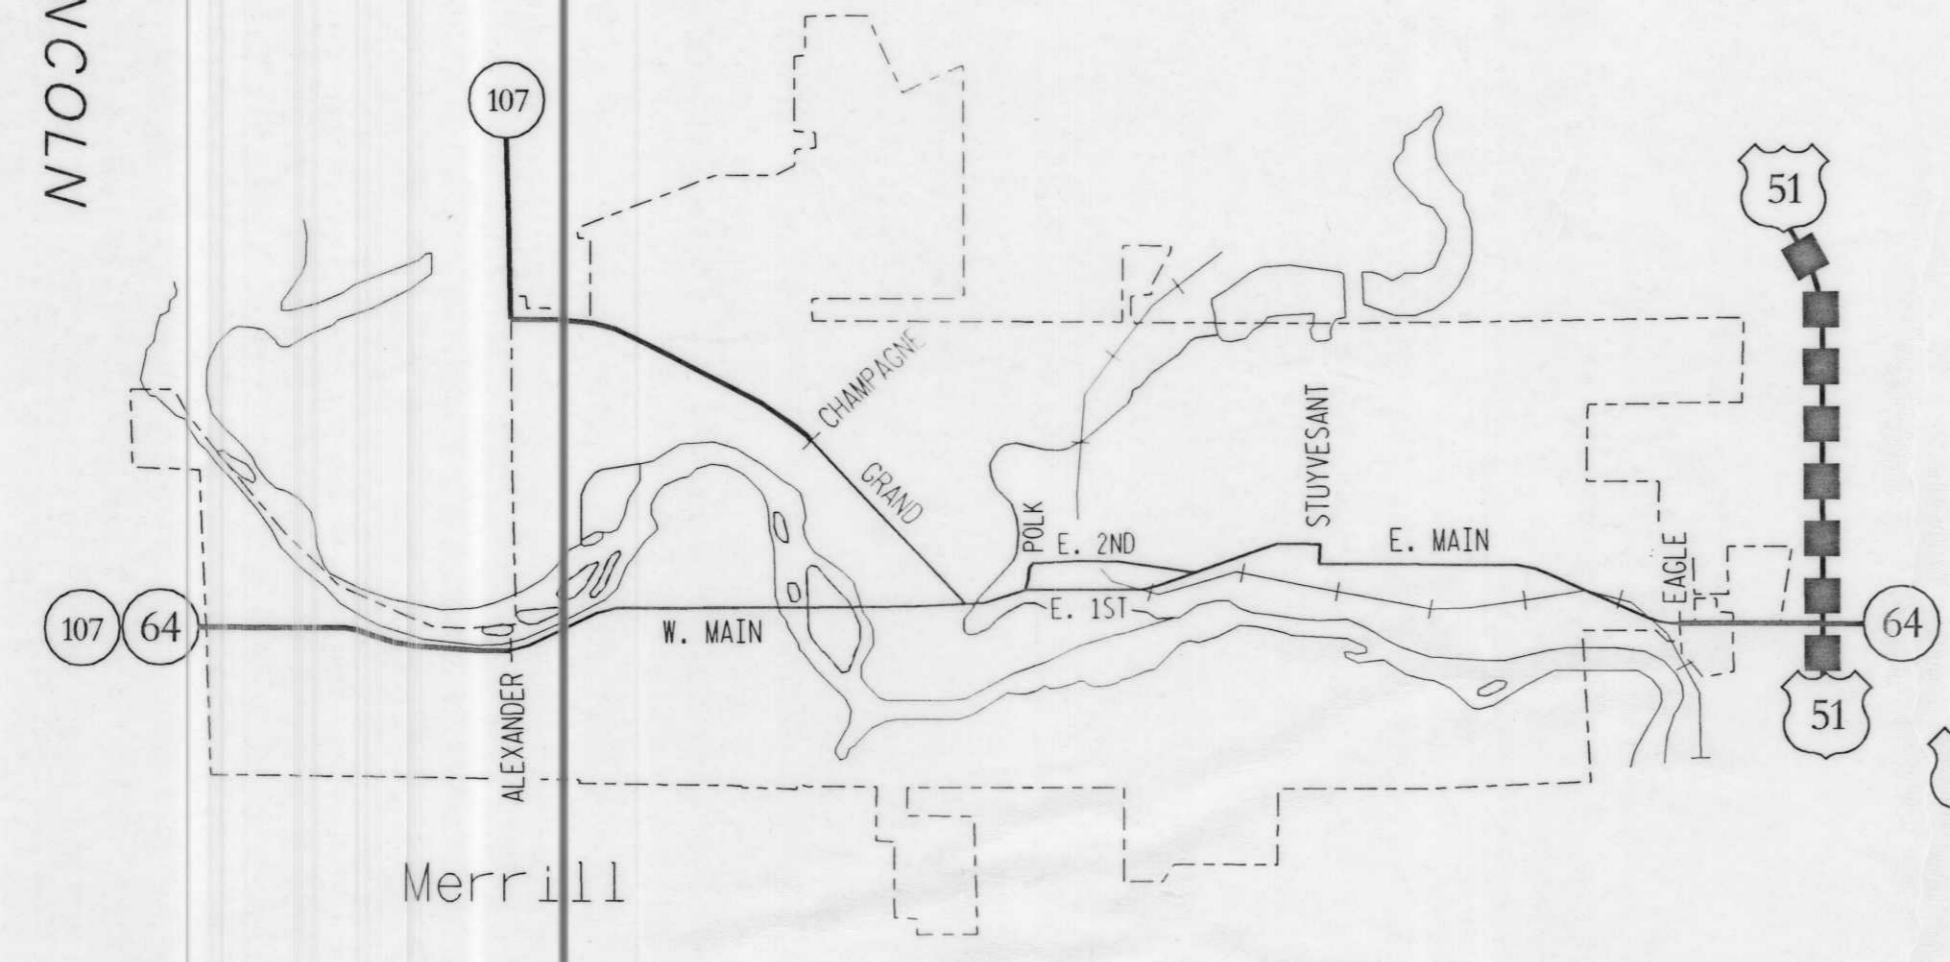 NCOLN
107
51
CHAMPAGNE
GRAND
STUYVESANT
POLK
E. 2ND
E. MAIN
EAGLE
107
64
W. MAIN
E. 1ST
64
ALEXANDER
51
Merrill